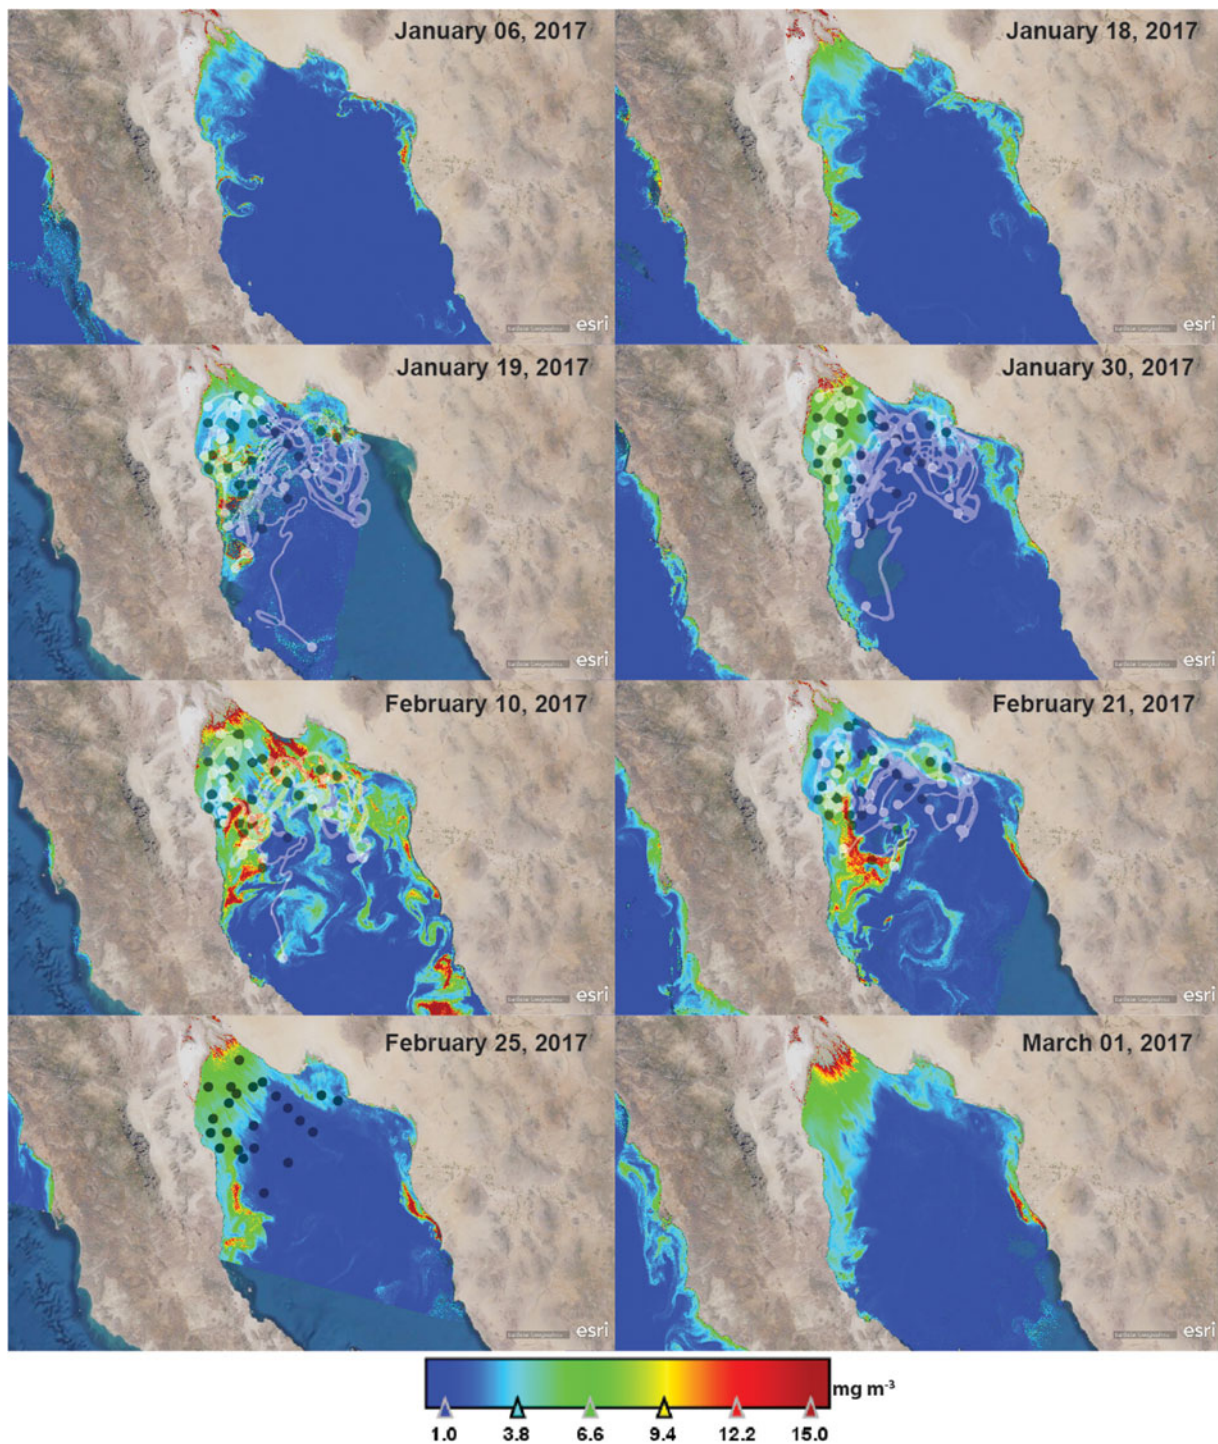 January 06, 2017
esri
January 18, 2017
esri
January 19, 2017
esri
January 30, 2017
esri
February 10, 2017
esri
February 21, 2017
esri
February 25, 2017
esri
March 01, 2017
esri
mg m⁻³
1.0 3.8 6.6 9.4 12.2 15.0